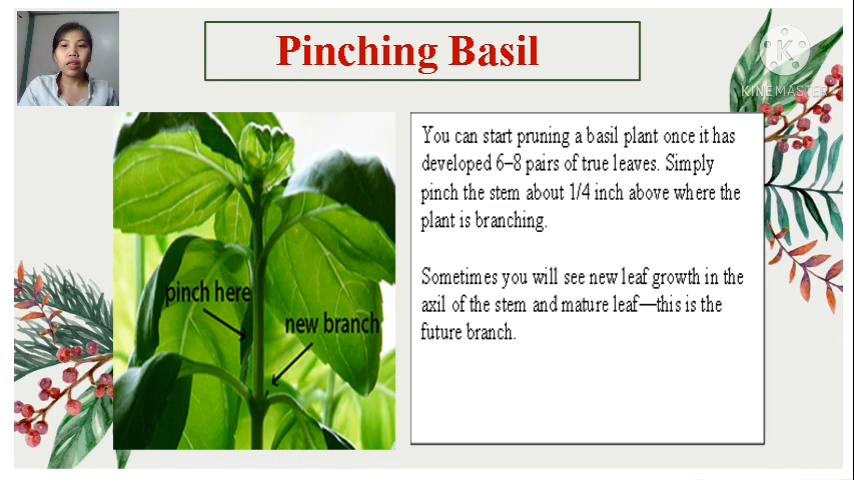 Pinching Basil
K
KINEMASTER
You can start pruning a basil plant once it has
developed 6–8 pairs of true leaves. Simply
pinch the stem about 1/4 inch above where the
plant is branching.
Sometimes you will see new leaf growth in the
axil of the stem and mature leaf—this is the
future branch.
pinch here
new branch